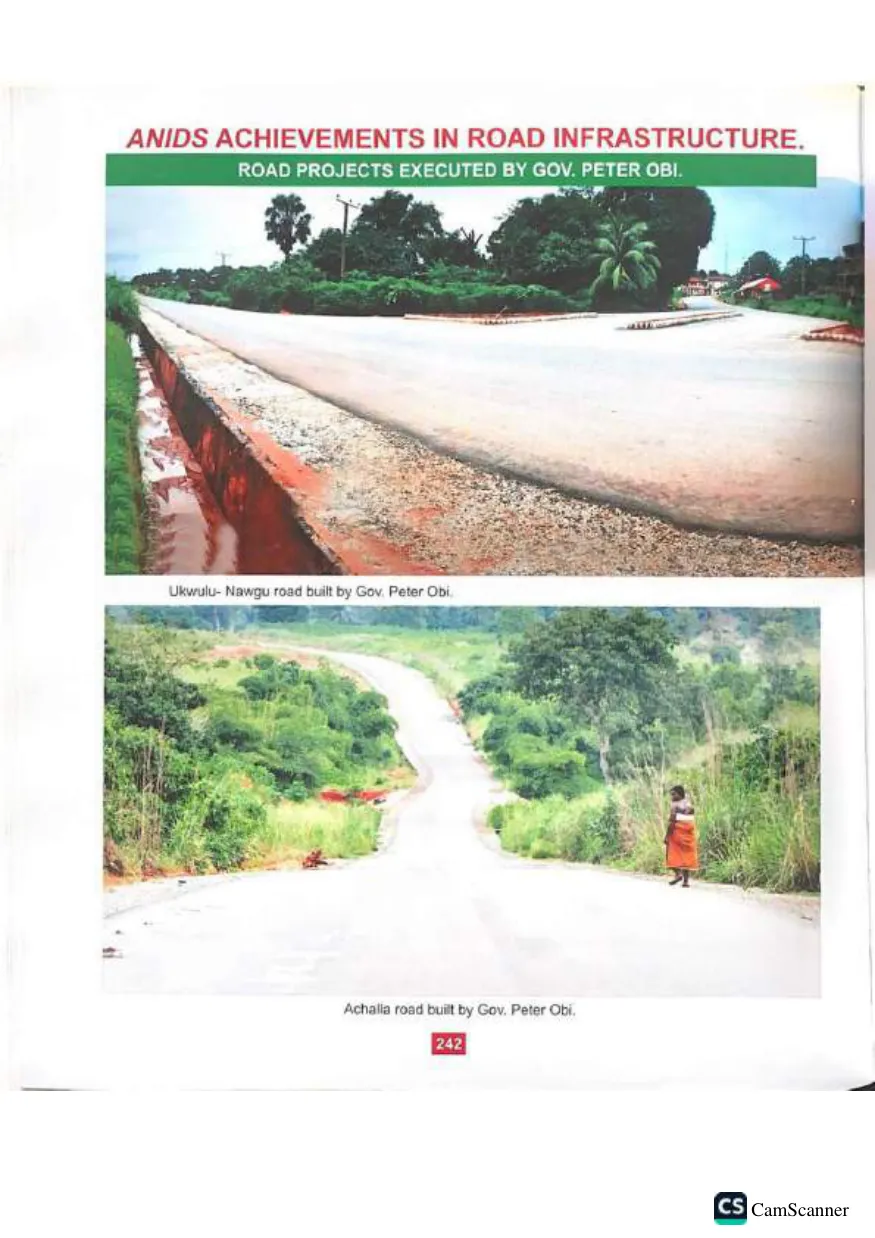 ANIDS ACHIEVEMENTS IN ROAD INFRASTRUCTURE.
ROAD PROJECTS EXECUTED BY GOV. PETER OBI.
Ukwulu- Nawgu road built by Gov. Peter Obi.
Achalla road built by Gov. Peter Obi.
242
CS CamScanner